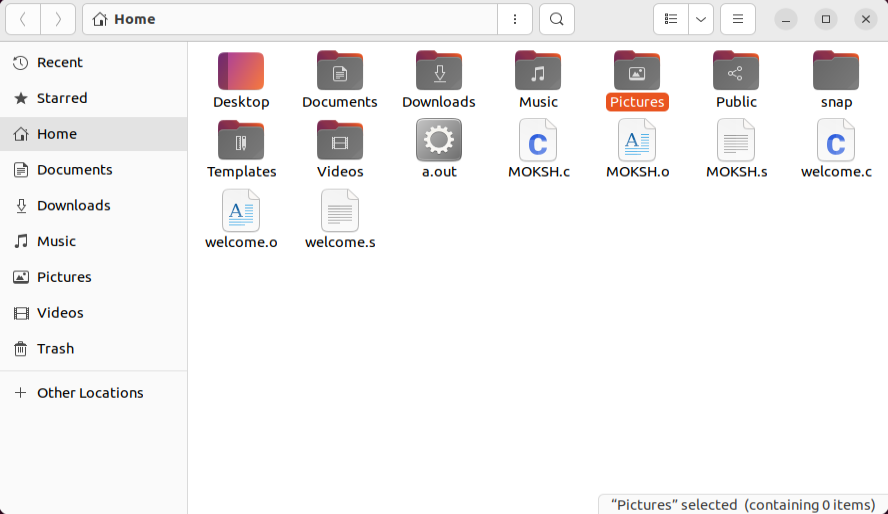 Home
Recent
Starred
Home
Documents
Downloads
Music
Pictures
Videos
Trash
Other Locations
Desktop Documents Downloads Music Pictures Public snap
Templates Videos a.out MOKSH.c MOKSH.o MOKSH.s welcome.c
welcome.o welcome.s
“Pictures” selected (containing 0 items)